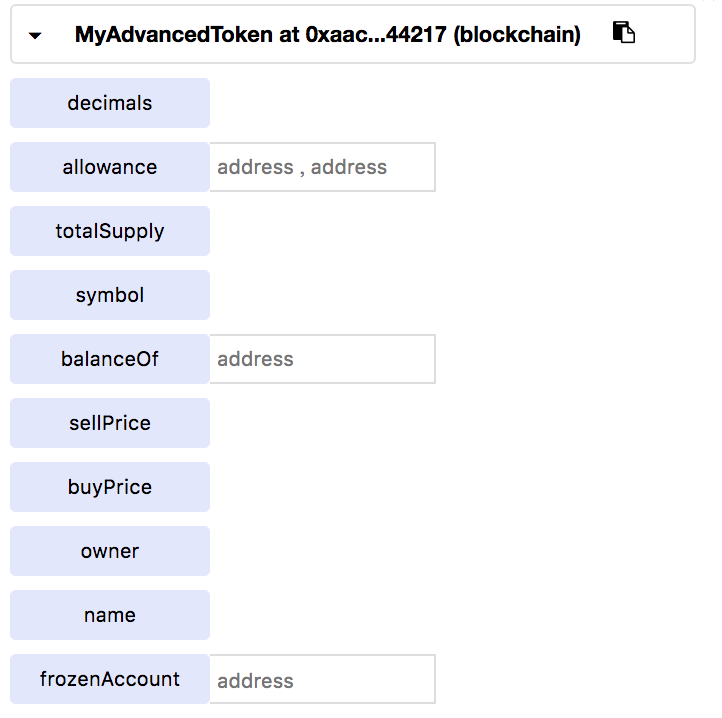 MyAdvancedToken at 0xaac...44217 (blockchain)
decimals
allowance address , address
totalSupply
symbol
balanceOf address
sellPrice
buyPrice
owner
name
frozenAccount address